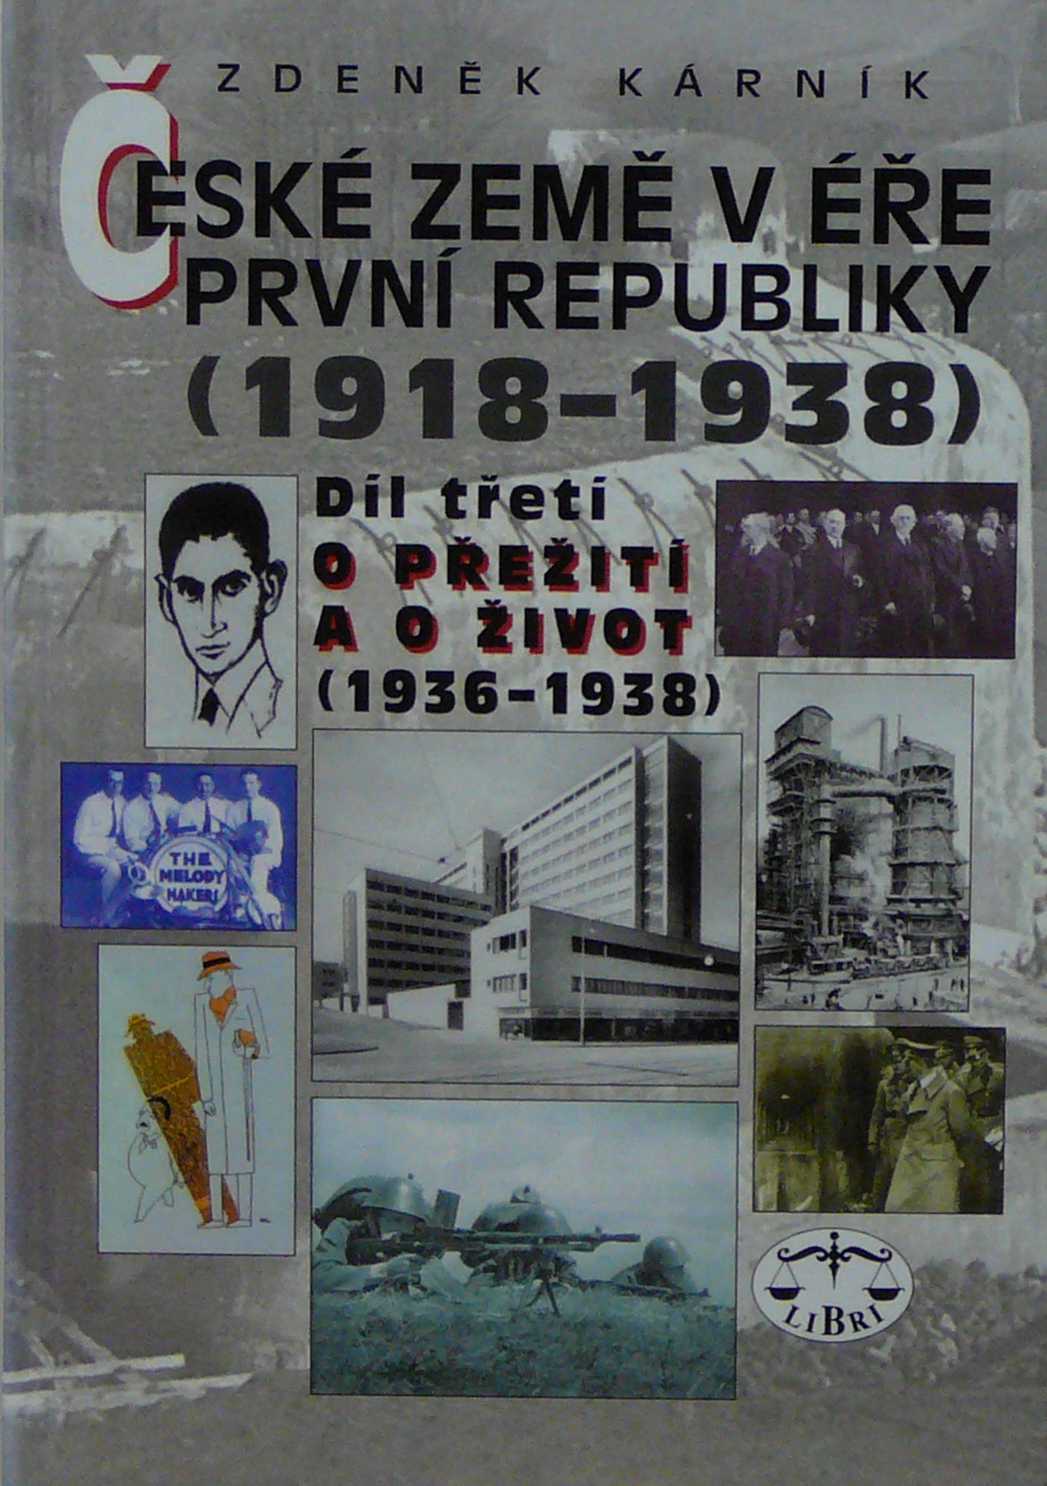 ZDENĚK KÁRNÍK
ČESKÉ ZEMĚ V ÉŘE
PRVNÍ REPUBLIKY
(1918–1938)
Díl třetí
O PŘEŽITÍ
A O ŽIVOT
(1936–1938)
THE
MELODY
MAKERS
LIBRI